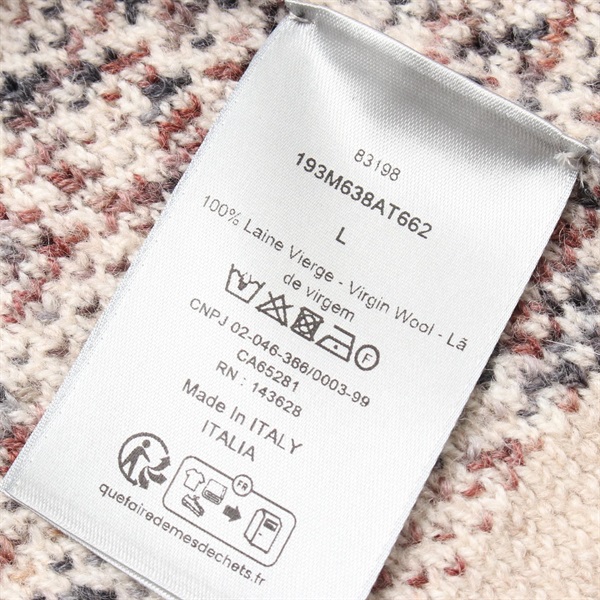 83198
193M638AT662
L
100% Laine Vierge - Virgin Wool - Lã
de virgem
F
CNPJ 02-046-366/0003-99
CA65281
RN : 143628
Made In ITALY
ITALIA
FR
quefairedemesdechets.fr